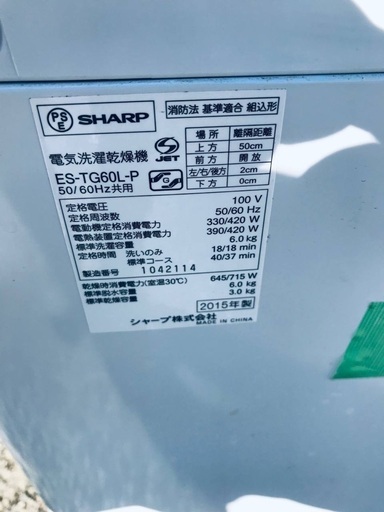 PS
E
SHARP
消防法 基準適合 組込形
電気洗濯乾燥機
JET
ES-TG60L-P
50/60Hz共用
場所 離隔距離
上方 50cm
前方 開放
左/右/後方 2cm
下方 0cm
定格電圧 100 V
定格周波数 50/60 Hz
電動機定格消費電力 330/420 W
電熱装置定格消費電力 390/420 W
標準洗濯容量 6.0 kg
定格時間 洗いのみ 18/18 min
標準コース 40/37 min
製造番号 1042114
乾燥時消費電力(室温30℃) 645/715 W
標準脱水容量 6.0 kg
標準乾燥容量 3.0 kg
2015年製
シャープ株式会社
MADE IN CHINA